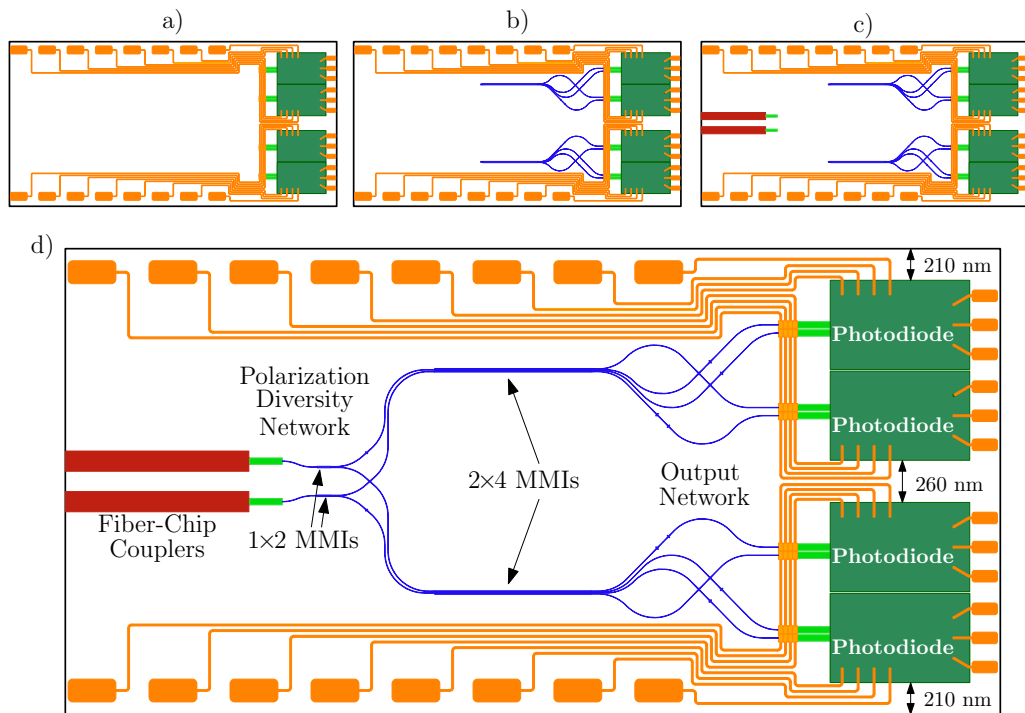 a)
b)
c)
d)
210 nm
Photodiode
Polarization
Diversity
Network
Photodiode
2×4 MMIs
Output
Network
260 nm
Fiber-Chip
Couplers
1×2 MMIs
Photodiode
Photodiode
210 nm